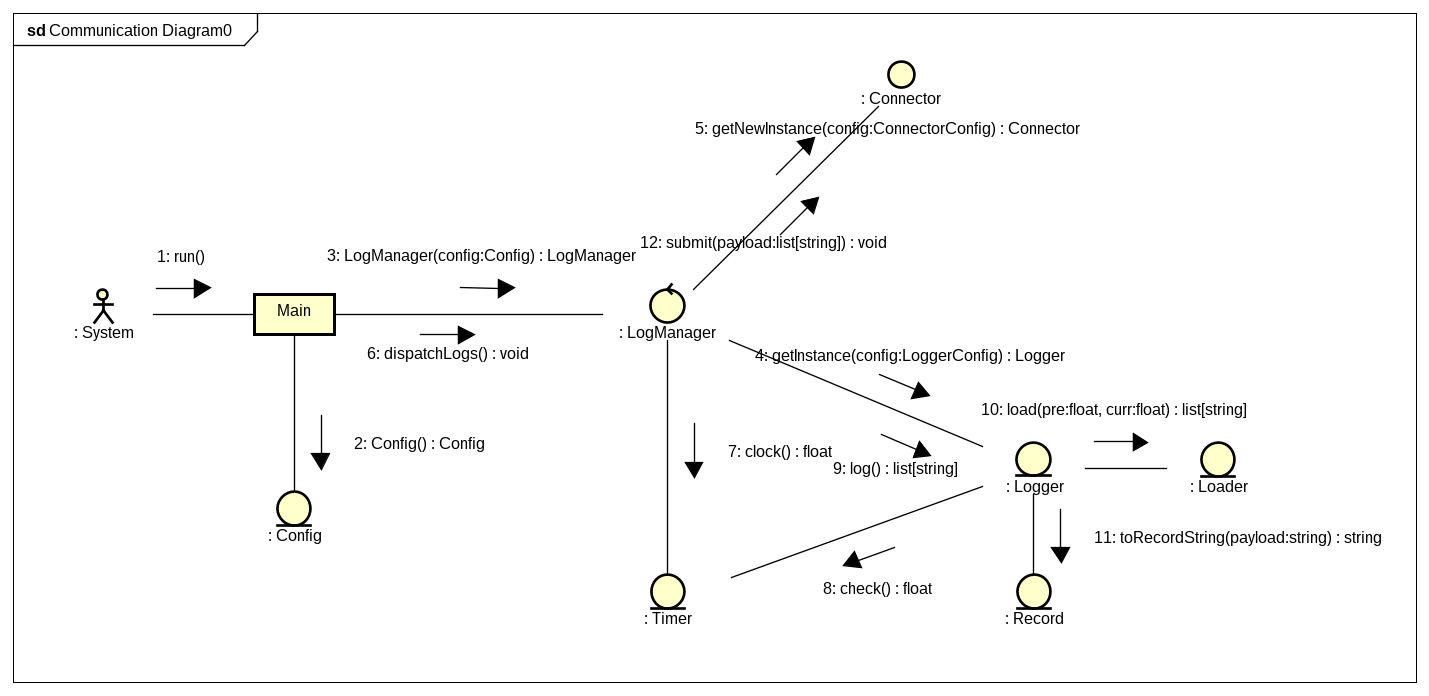 sd Communication Diagram0
: Connector
5: getNewInstance(config:ConnectorConfig) : Connector
12: submit(payload:list[string]) : void
1: run()
3: LogManager(config:Config) : LogManager
Main
: System
: LogManager
6: dispatchLogs() : void
4: getInstance(config:LoggerConfig) : Logger
10: load(pre:float, curr:float) : list[string]
2: Config() : Config
7: clock() : float
9: log() : list[string]
: Logger
: Loader
: Config
11: toRecordString(payload:string) : string
8: check() : float
: Timer
: Record